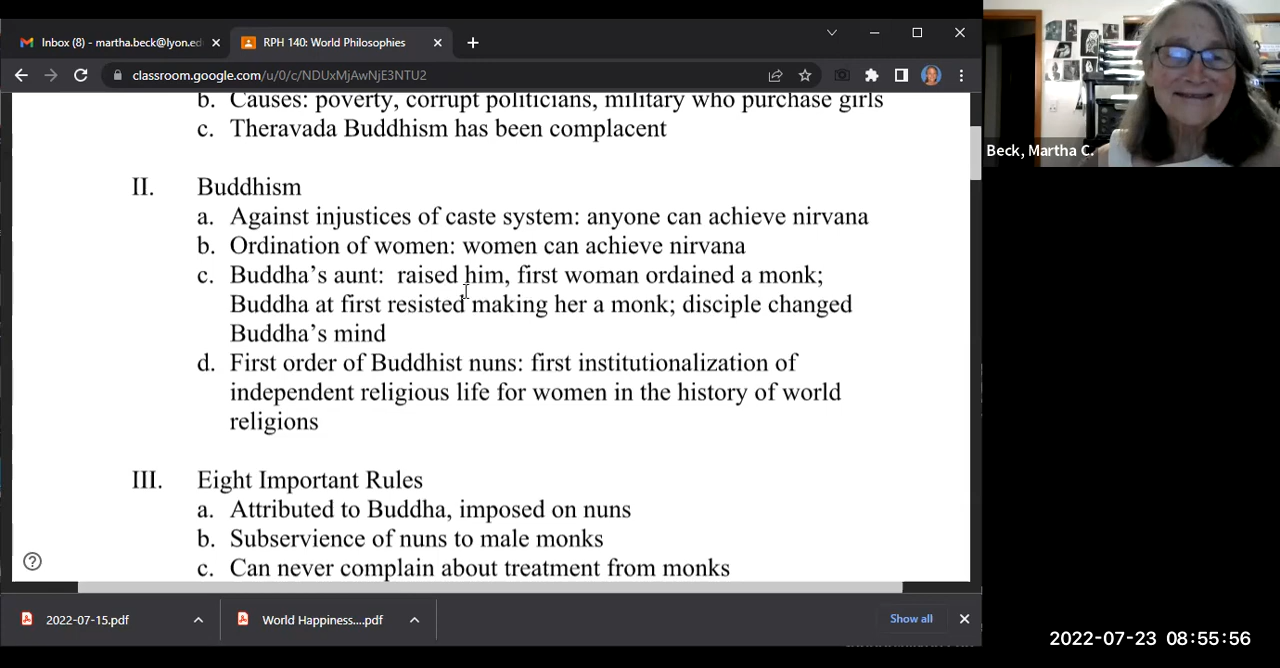 Inbox (8) - martha.beck@lyon.ed
RPH 140: World Philosophies
classroom.google.com/u/0/c/NDUxMjAwNjE3NTU2
b. Causes: poverty, corrupt politicians, military who purchase girls
c. Theravada Buddhism has been complacent
II. Buddhism
a. Against injustices of caste system: anyone can achieve nirvana
b. Ordination of women: women can achieve nirvana
c. Buddha's aunt: raised him, first woman ordained a monk;
Buddha at first resisted making her a monk; disciple changed
Buddha's mind
d. First order of Buddhist nuns: first institutionalization of
independent religious life for women in the history of world
religions
III. Eight Important Rules
a. Attributed to Buddha, imposed on nuns
b. Subservience of nuns to male monks
c. Can never complain about treatment from monks
2022-07-15.pdf
World Happiness....pdf
Show all
Beck, Martha C.
2022-07-23 08:55:56